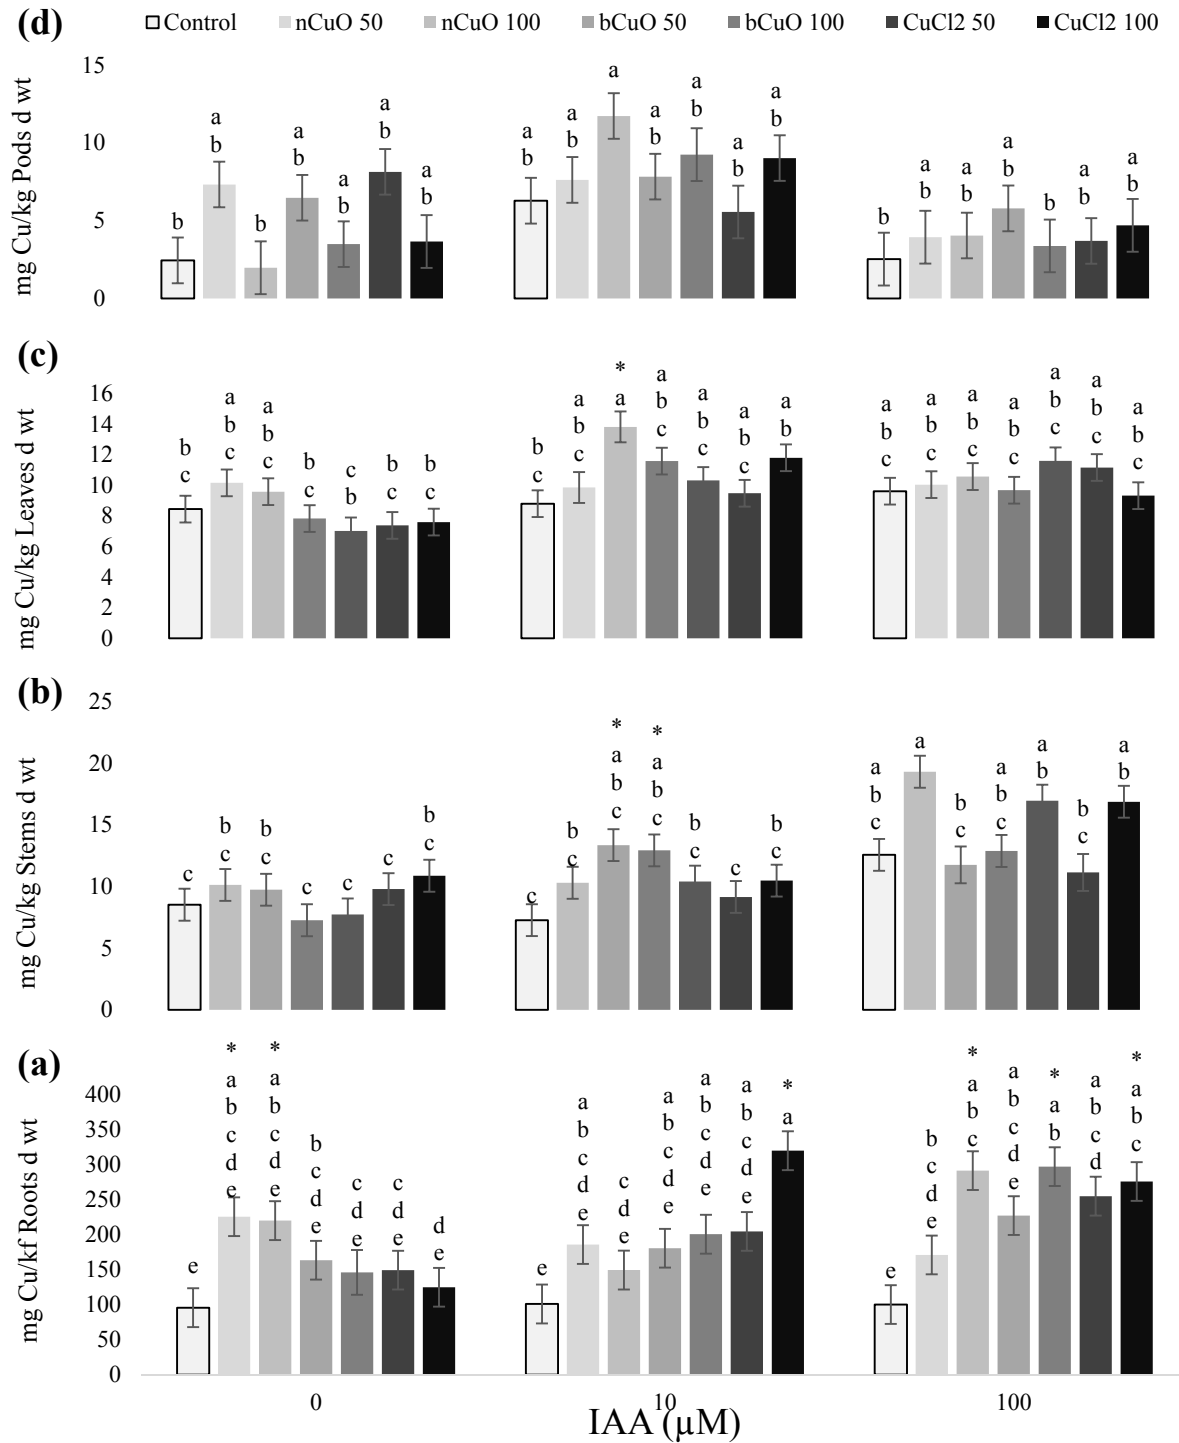 (d)
Control nCuO 50 nCuO 100 bCuO 50 bCuO 100 CuCl2 50 CuCl2 100
mg Cu/kg Pods d wt
15
10
5
0
b
a b
b
a b
a b
a b
a b
a b
a b
a
a b
a b
a b
a b
b
a b
a b
a b
b
a b
a b
(c)
mg Cu/kg Leaves d wt
16
14
12
10
8
6
4
2
0
b c
a b c
a b c
b c
c b
b c
b c
b c
a b c
* a
a b c
a b c
a b c
a b
a b c
a b c
a b c
a b c
a b c
a b c
a b c
(b)
mg Cu/kg Stems d wt
25
20
15
10
5
0
c
b c
b c
c
c
c
b c
c
b c
* a b c
* a b c
b c
c
b c
a b c
a
b c
a b c
a b
b c
a b
(a)
mg Cu/kf Roots d wt
400
350
300
250
200
150
100
50
0
e
* a b c d e
* a b c d e
b c d e
c d e
c d e
d e
e
a b c d e
c d e
a b c d e
a b c d e
a b c d e
* a
e
b c d e
* a b c
a b c d e
* a b
a b c d
* a b c
0 10 100
IAA (µM)